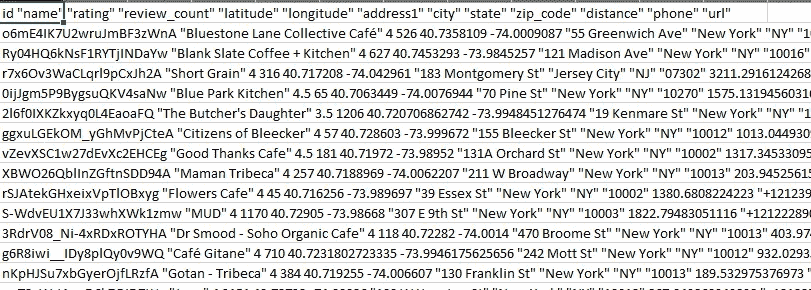 id "name" "rating" "review_count" "latitude" "longitude" "address1" "city" "state" "zip_code" "distance" "phone" "url"
o6mE4IK7U2wruJmBF3zWnA "Bluestone Lane Collective Café" 4 526 40.7358109 -74.0009087 "55 Greenwich Ave" "New York" "NY"
Ry04HQ6kNsF1RYTjINDaYw "Blank Slate Coffee + Kitchen" 4 627 40.7453293 -73.9845257 "121 Madison Ave" "New York" "NY" "10016"
r7x6Ov3WaCLqrl9pCxJh2A "Short Grain" 4 316 40.717208 -74.042961 "183 Montgomery St" "Jersey City" "NJ" "07302" 3211.2916124268
0ijJgm5P9BygsuQKV4saNw "Blue Park Kitchen" 4.5 65 40.7063449 -74.0076944 "70 Pine St" "New York" "NY" "10270" 1575.13194560316
2l6f0IXKZkxyq0L4EaoaFQ "The Butcher's Daughter" 3.5 1206 40.720706862742 -73.9948451276474 "19 Kenmare St" "New York" "NY"
ggxuLGEkOM_yGhMvPjCteA "Citizens of Bleecker" 4 57 40.728603 -73.999672 "155 Bleecker St" "New York" "NY" "10012" 1013.0449305
vZevXSC1w27dEvXc2EHCEg "Good Thanks Cafe" 4.5 181 40.71972 -73.98952 "131A Orchard St" "New York" "NY" "10002" 1317.34533095
XBWO26QblInZGftnSDD94A "Maman Tribeca" 4 257 40.7188969 -74.0062207 "211 W Broadway" "New York" "NY" "10013" 203.94525615
rSJAtekGHxeixVpTlOBxyg "Flowers Cafe" 4 45 40.716256 -73.989697 "39 Essex St" "New York" "NY" "10002" 1380.6808224223 "+121239
S-WdvEU1X7J33whXWk1zmw "MUD" 4 1170 40.72905 -73.98668 "307 E 9th St" "New York" "NY" "10003" 1822.79483051116 "+12122289
3RdrV08_Ni-4xRDxROTYHA "Dr Smood - Soho Organic Cafe" 4 118 40.72282 -74.0014 "470 Broome St" "New York" "NY" "10013" 403.974
g6R8iwi__IDy8plQy0v9WQ "Café Gitane" 4 710 40.7231802723335 -73.9946175625656 "242 Mott St" "New York" "NY" "10012" 932.0293
nKpHJSu7xbGyerOjfLRzfA "Gotan - Tribeca" 4 384 40.719255 -74.006607 "130 Franklin St" "New York" "NY" "10013" 189.532975376973